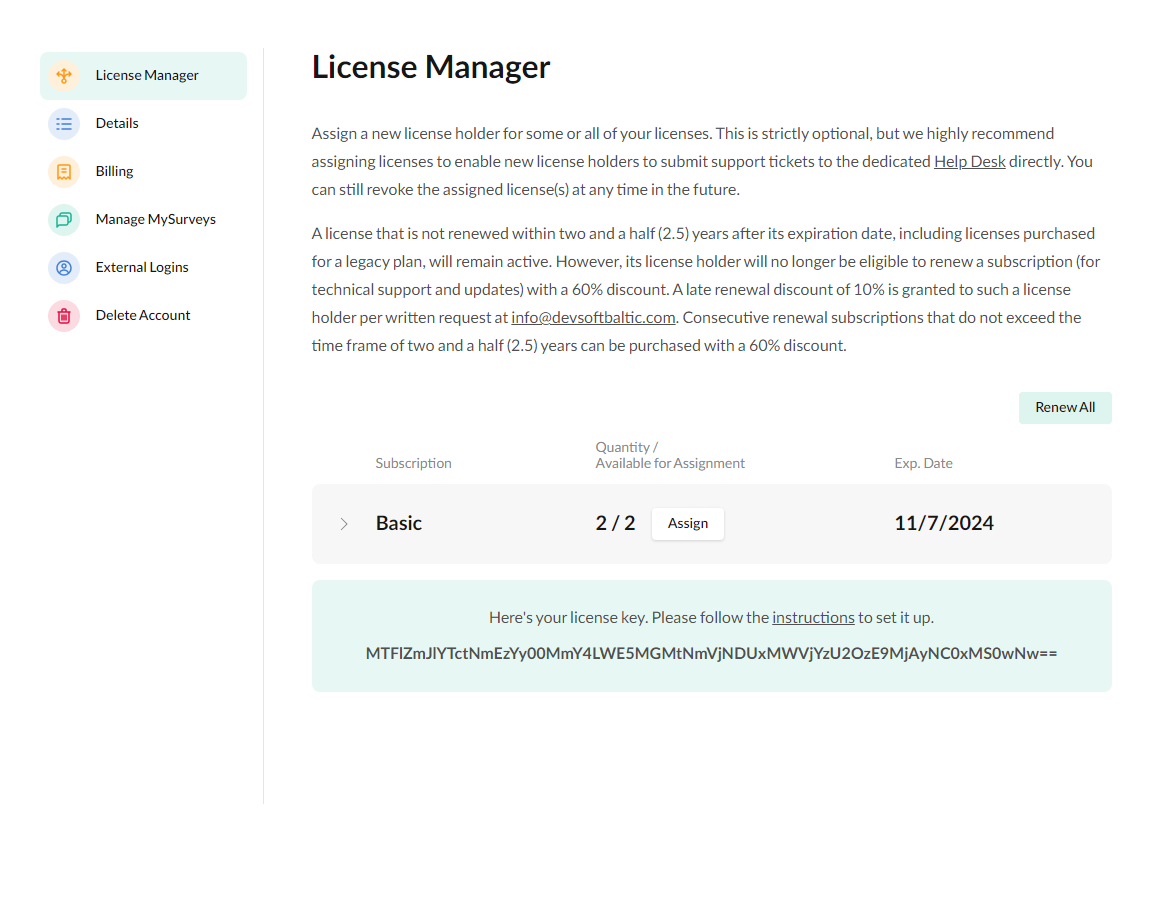 License Manager
Details
Billing
Manage MySurveys
External Logins
Delete Account
License Manager
Assign a new license holder for some or all of your licenses. This is strictly optional, but we highly recommend
assigning licenses to enable new license holders to submit support tickets to the dedicated Help Desk directly. You
can still revoke the assigned license(s) at any time in the future.
A license that is not renewed within two and a half (2.5) years after its expiration date, including licenses purchased
for a legacy plan, will remain active. However, its license holder will no longer be eligible to renew a subscription (for
technical support and updates) with a 60% discount. A late renewal discount of 10% is granted to such a license
holder per written request at info@devsoftbaltic.com. Consecutive renewal subscriptions that do not exceed the
time frame of two and a half (2.5) years can be purchased with a 60% discount.
Renew All
Subscription
Quantity /
Available for Assignment
Exp. Date
Basic
2 / 2
Assign
11/7/2024
Here's your license key. Please follow the instructions to set it up.
MTFlZmJlYTctNmEzYy00MmY4LWE5MGMtNmVjNDUxMWVjYzU2OzE9MjAyNC0xMS0wNw==